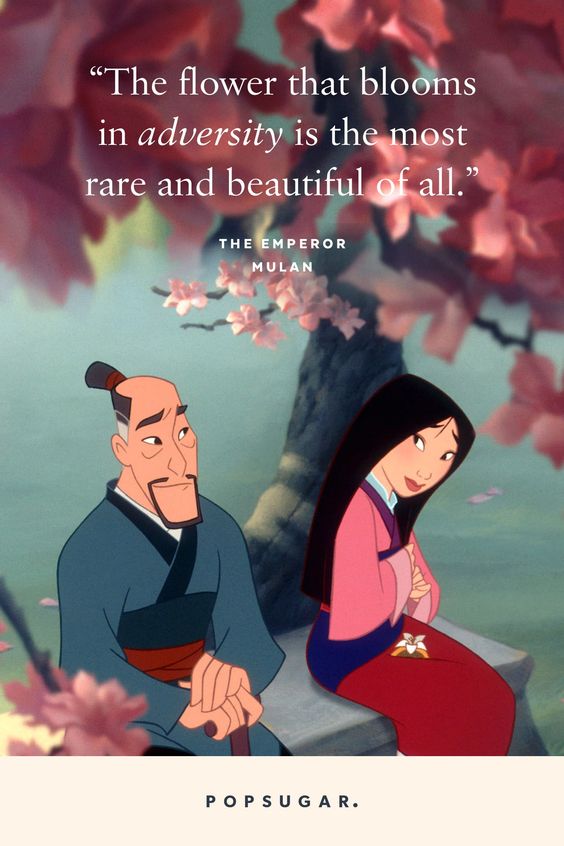 “The flower that blooms
in adversity is the most
rare and beautiful of all.”
THE EMPEROR
MULAN
POPSUGAR.